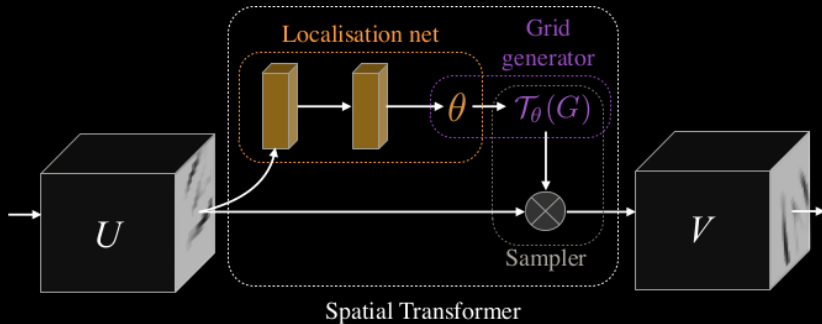 Localisation net
Grid
generator
θ
𝒯θ(G)
U
V
Sampler
Spatial Transformer